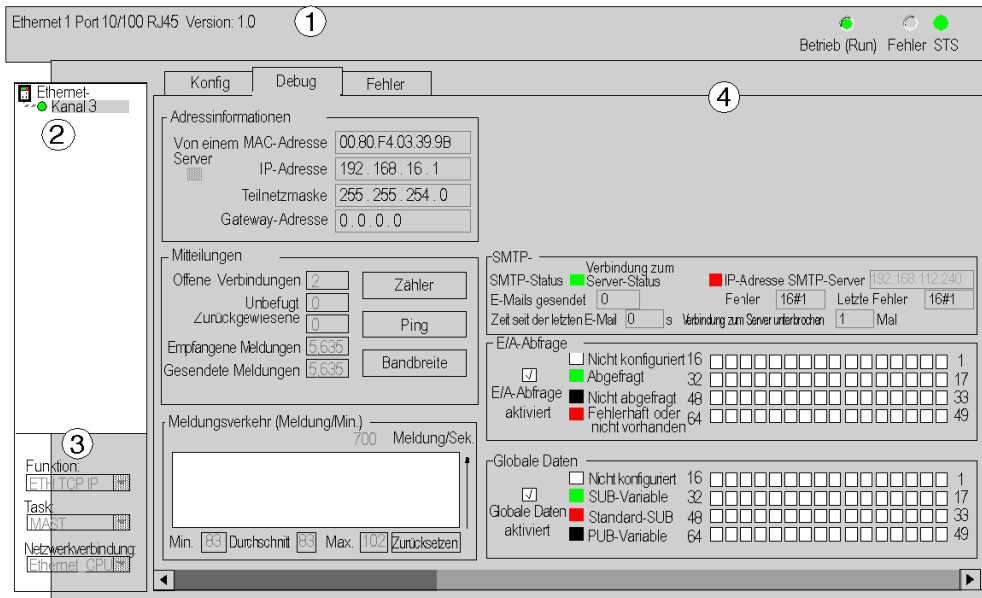 Ethernet 1 Port 10/100 RJ45 Version: 1.0
1
Betrieb (Run) Fehler STS
Ethernet-
Kanal 3
2
Konfig Debug Fehler
4
Adressinformationen
Von einem Server
MAC-Adresse 00.80.F4.03.39.9B
IP-Adresse 192.168.16.1
Teilnetzmaske 255.255.254.0
Gateway-Adresse 0.0.0.0
Mitteilungen
Offene Verbindungen 2 Zähler
Unbefugt 0
Zurückgewiesene 0 Ping
Empfangene Meldungen 5,635
Gesendete Meldungen 5,635 Bandbreite
SMTP-
SMTP-Status Verbindung zum Server-Status IP-Adresse SMTP-Server 192.168.112.240
E-Mails gesendet 0 Fehler 16#1 Letzte Fehler 16#1
Zeit seit der letzten E-Mail 0 s Verbindung zum Server unterbrochen 1 Mal
E/A-Abfrage
Nicht konfiguriert 16 1
Abgefragt 32 17
E/A-Abfrage aktiviert
Nicht abgefragt 48 33
Fehlerhaft oder nicht vorhanden 64 49
Meldungsverkehr (Meldung/Min.)
700 Meldung/Sek.
Min. 83 Durchschnitt 83 Max. 102 Zurücksetzen
Globale Daten
Nicht konfiguriert 16 1
SUB-Variable 32 17
Globale Daten aktiviert
Standard-SUB 48 33
PUB-Variable 64 49
3
Funktion:
ETH TCP IP
Task:
MAST
Netzwerkverbindung:
Ethernet CPU